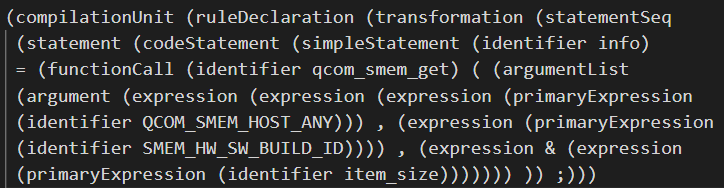 (compilationUnit (ruleDeclaration (transformation (statementSeq
(statement (codeStatement (simpleStatement (identifier info)
= (functionCall (identifier qcom_smem_get) ( (argumentList
(argument (expression (expression (expression (primaryExpression
(identifier QCOM_SMEM_HOST_ANY))) , (expression (primaryExpression
(identifier SMEM_HW_SW_BUILD_ID)))) , (expression & (expression
(primaryExpression (identifier item_size))))))) )) ;)))